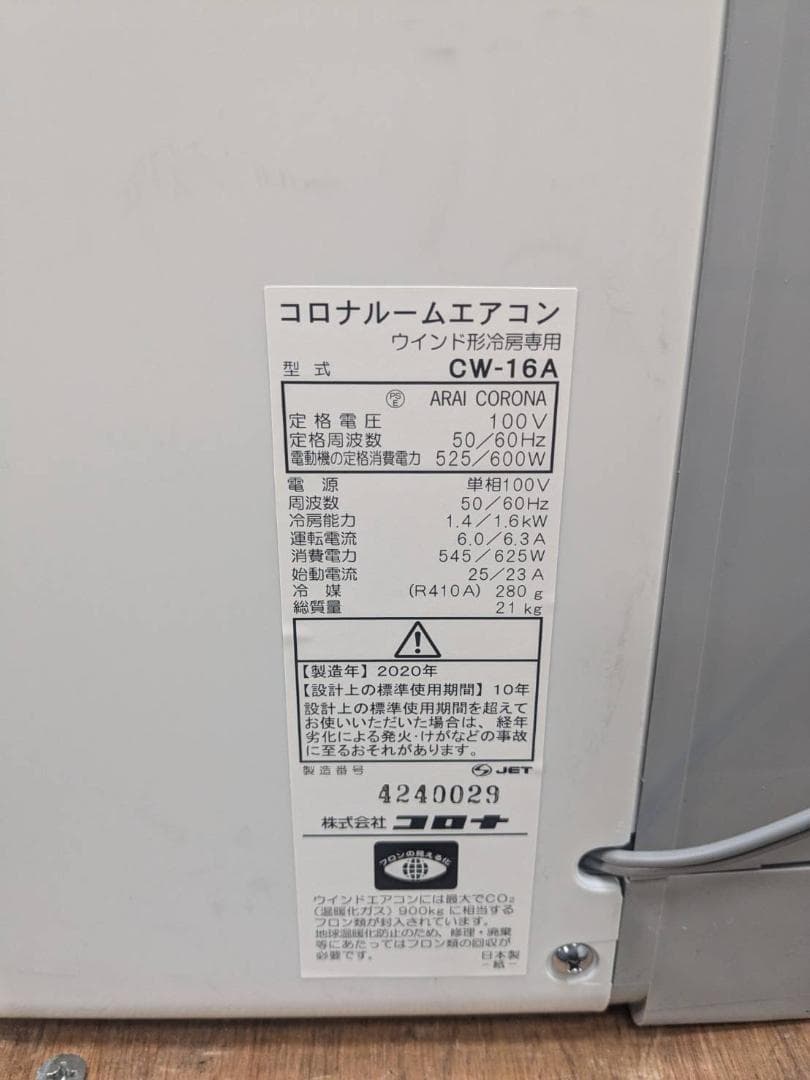 コロナルームエアコン
ウインド形冷房専用
型式 CW-16A
PSE ARAI CORONA
定格電圧 100V
定格周波数 50/60Hz
電動機の定格消費電力 525/600W
電源 単相100V
周波数 50/60Hz
冷房能力 1.4/1.6kW
運転電流 6.0/6.3A
消費電力 545/625W
始動電流 25/23A
冷媒 (R410A) 280g
総質量 21kg
【製造年】2020年
【設計上の標準使用期間】10年
設計上の標準使用期間を超えて
お使いいただいた場合は、経年
劣化による発火・けがなどの事故
に至るおそれがあります。
製造番号 JET
4240029
株式会社 コロナ
フロンの見える化
ウインドエアコンには最大でCO₂
(温暖化ガス)900kgに相当する
フロン類が封入されています。
地球温暖化防止のため、修理・廃棄
等にあたってはフロン類の回収が
必要です。 日本製
-紙-